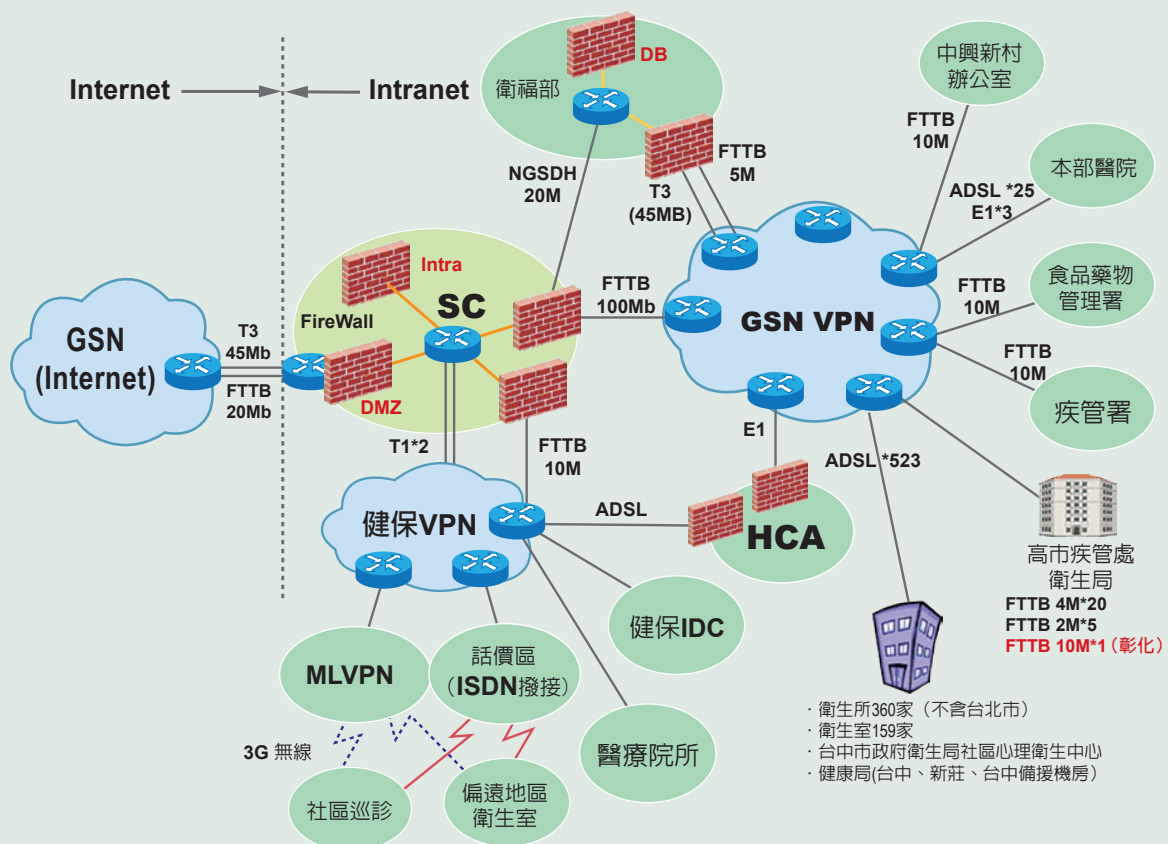 Internet
Intranet
衛福部
DB
NGSDH
20M
T3
(45MB)
FTTB
5M
中興新村
辦公室
FTTB
10M
本部醫院
ADSL *25
E1*3
食品藥物
管理署
FTTB
10M
FTTB
10M
疾管署
Intra
FireWall
SC
DMZ
FTTB
100Mb
GSN VPN
GSN
(Internet)
T3
45Mb
FTTB
20Mb
T1*2
FTTB
10M
E1
ADSL *523
健保VPN
ADSL
HCA
高市疾管處
衛生局
FTTB 4M*20
FTTB 2M*5
FTTB 10M*1 (彰化)
MLVPN
話價區
（ISDN撥接）
健保IDC
醫療院所
3G 無線
社區巡診
偏遠地區
衛生室
· 衛生所360家（不含台北市）
· 衛生室159家
· 台中市政府衛生局社區心理衛生中心
· 健康局(台中、新莊、台中備援機房）